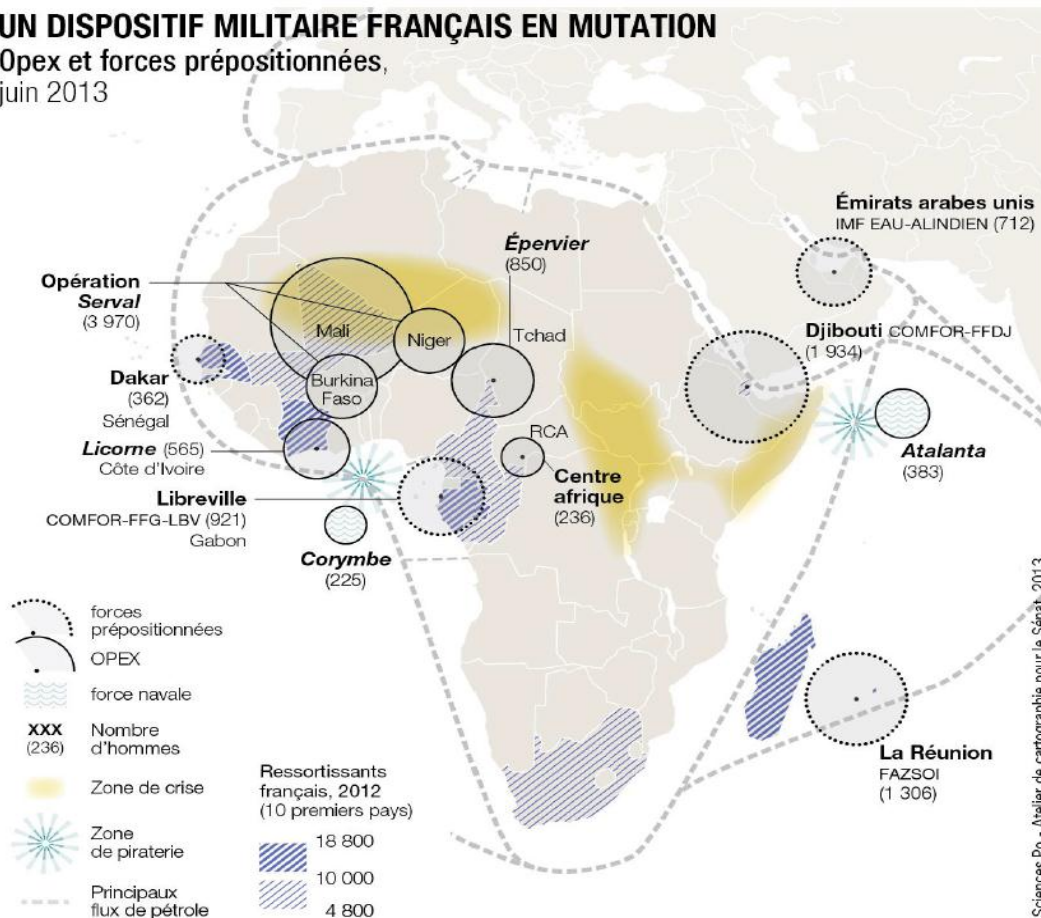 UN DISPOSITIF MILITAIRE FRANÇAIS EN MUTATION
Opex et forces prépositionnées,
juin 2013
Émirats arabes unis
IMF EAU-ALINDIEN (712)
Épervier
(850)
Opération
Serval
(3 970)
Mali
Niger
Tchad
Djibouti COMFOR-FFDJ
(1 934)
Dakar
(362)
Sénégal
Burkina
Faso
Licorne (565)
Côte d'Ivoire
RCA
Centre
afrique
(236)
Atalanta
(383)
Libreville
COMFOR-FFG-LBV (921)
Gabon
Corymbe
(225)
La Réunion
FAZSOI
(1 306)
forces
prépositionnées
OPEX
force navale
XXX
(236)
Nombre
d'hommes
Zone de crise
Zone
de piraterie
Principaux
flux de pétrole
Ressortissants
français, 2012
(10 premiers pays)
18 800
10 000
4 800
Sciences Po - Atelier de cartographie pour le Sénat, 2013